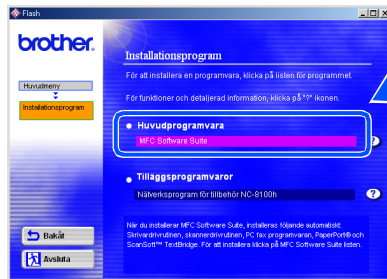 Flash
brother.
Huvudmeny
Installationsprogram
Installationsprogram
För att installera en programvara, klicka på listen för programmet.
För funktioner och detaljerad information, klicka på "?" ikonen.
Huvudprogramvara
MFC Software Suite
?
Tilläggsprogramvaror
Nätverksprogram för tillbehör NC-8100h
?
När du installerar MFC Software Suite, installeras följande automatiskt:
Skrivardrivrutinen, skannerdrivrutinen, PC fax programvaran, PaperPort® och
ScanSoft™ TextBridge. För att installera klicka på MFC Software Suite listen.
Bakåt
Avsluta